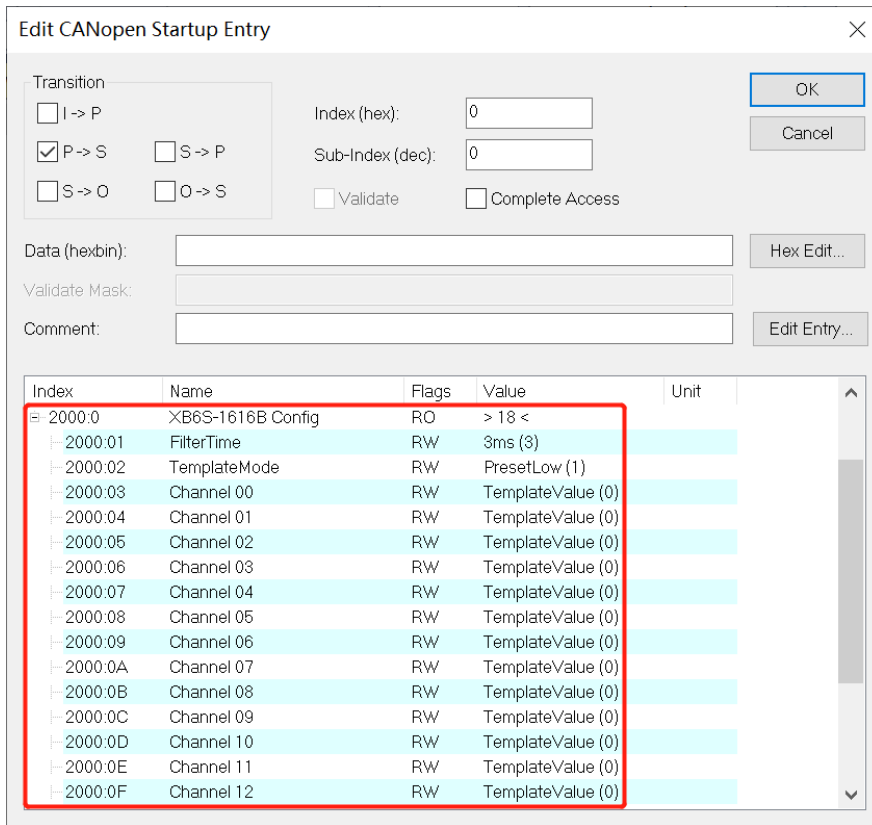 Edit CANopen Startup Entry
Transition
I -> P
P -> S
S -> P
S -> O
O -> S
Index (hex):
0
Sub-Index (dec):
0
Validate
Complete Access
OK
Cancel
Data (hexbin):
Hex Edit...
Validate Mask:
Comment:
Edit Entry...
Index Name Flags Value Unit
2000:0 XB6S-1616B Config RO > 18 <
2000:01 FilterTime RW 3ms (3)
2000:02 TemplateMode RW PresetLow (1)
2000:03 Channel 00 RW TemplateValue (0)
2000:04 Channel 01 RW TemplateValue (0)
2000:05 Channel 02 RW TemplateValue (0)
2000:06 Channel 03 RW TemplateValue (0)
2000:07 Channel 04 RW TemplateValue (0)
2000:08 Channel 05 RW TemplateValue (0)
2000:09 Channel 06 RW TemplateValue (0)
2000:0A Channel 07 RW TemplateValue (0)
2000:0B Channel 08 RW TemplateValue (0)
2000:0C Channel 09 RW TemplateValue (0)
2000:0D Channel 10 RW TemplateValue (0)
2000:0E Channel 11 RW TemplateValue (0)
2000:0F Channel 12 RW TemplateValue (0)